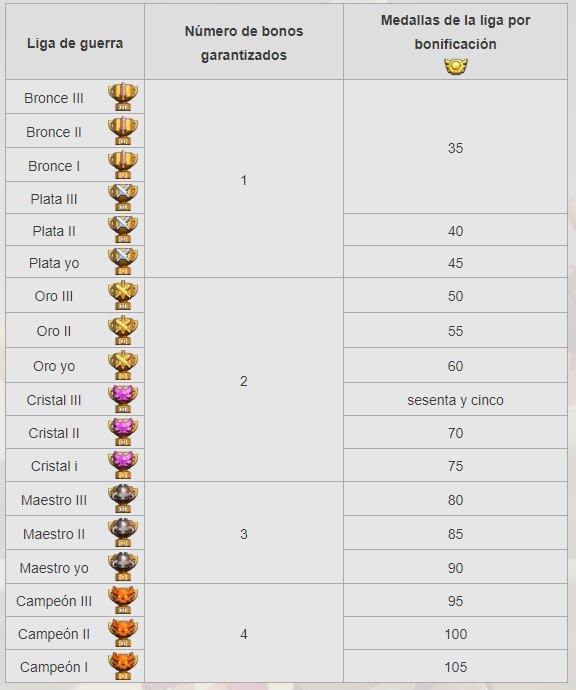 Liga de guerra
Número de bonos
garantizados
Medallas de la liga por
bonificación
Bronce III
1
35
Bronce II
Bronce I
Plata III
Plata II
40
Plata yo
45
Oro III
2
50
Oro II
55
Oro yo
60
Cristal III
sesenta y cinco
Cristal II
70
Cristal i
75
Maestro III
3
80
Maestro II
85
Maestro yo
90
Campeón III
4
95
Campeón II
100
Campeón I
105